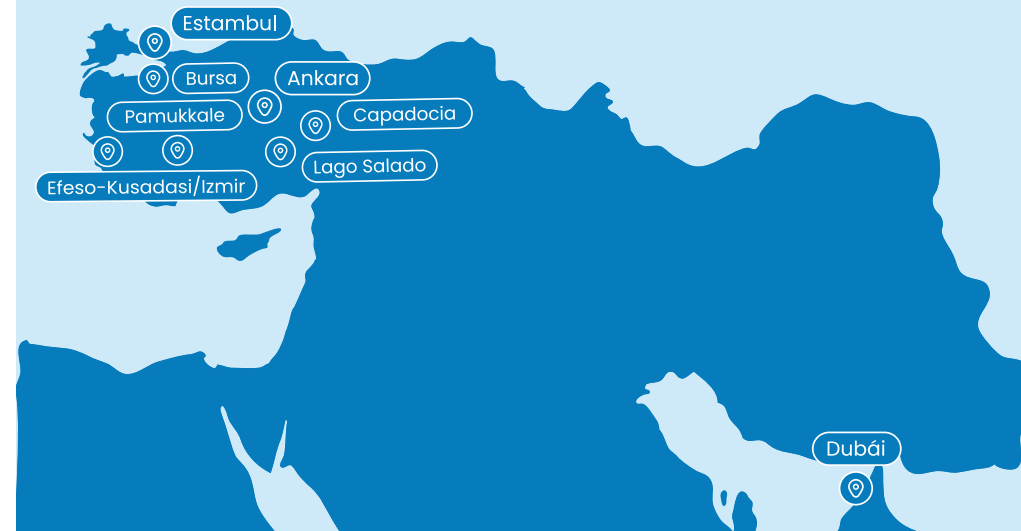 Estambul
Bursa
Ankara
Pamukkale
Capadocia
Lago Salado
Efeso-Kusadasi/Izmir
Dubái